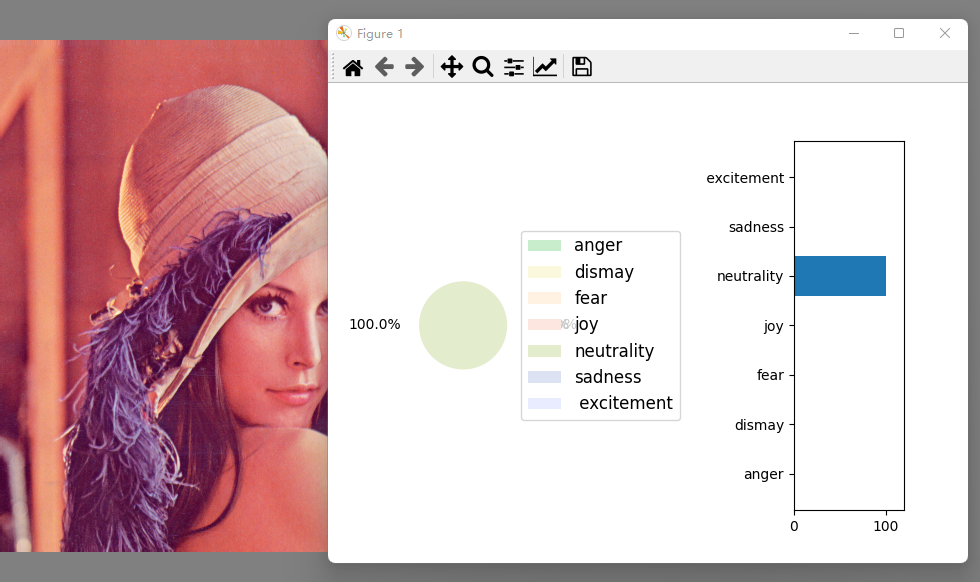 Figure 1
excitement
sadness
neutrality
joy
fear
dismay
anger
0
100
100.0%
anger
dismay
fear
joy
neutrality
sadness
excitement